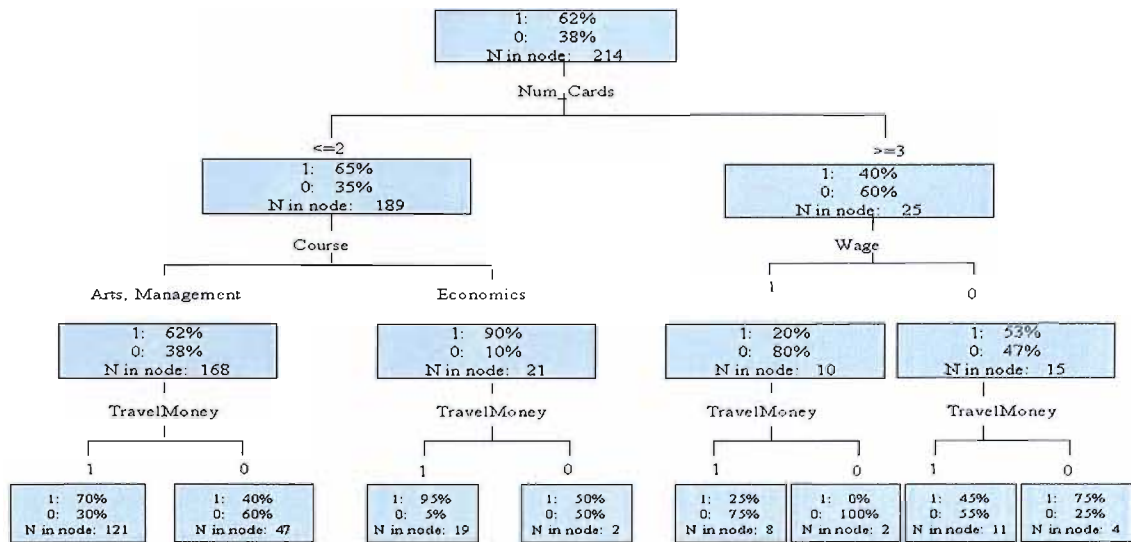 1: 62%
0: 38%
N in node: 214
Num_Cards
<=2
>=3
1: 65%
0: 35%
N in node: 189
1: 40%
0: 60%
N in node: 25
Course
Wage
Arts, Management
Economics
1
0
1: 62%
0: 38%
N in node: 168
1: 90%
0: 10%
N in node: 21
1: 20%
0: 80%
N in node: 10
1: 53%
0: 47%
N in node: 15
TravelMoney
TravelMoney
TravelMoney
TravelMoney
1
0
1
0
1
0
1
0
1: 70%
0: 30%
N in node: 121
1: 40%
0: 60%
N in node: 47
1: 95%
0: 5%
N in node: 19
1: 50%
0: 50%
N in node: 2
1: 25%
0: 75%
N in node: 8
1: 0%
0: 100%
N in node: 2
1: 45%
0: 55%
N in node: 11
1: 75%
0: 25%
N in node: 4